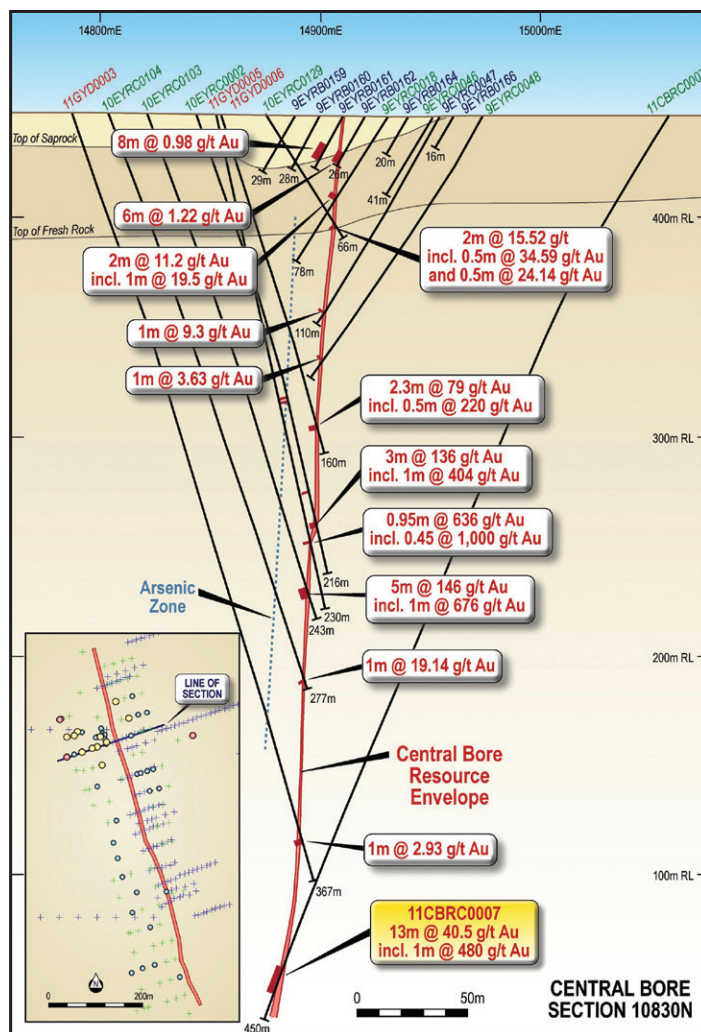 14800mE
14900mE
15000mE
11GYD0003
10EYRC0104
10EYRC0103
10EYRC0002
11GYD0005
11GYD0006
10EYRC0129
9EYRB0159
9EYRB0160
9EYRB0161
9EYRB0162
9EYRC0018
9EYRB0164
9EYRC0046
9EYRC0047
9EYRB0166
9EYRC0048
11CBRC0007
Top of Saprock
8m @ 0.98 g/t Au
29m
28m
26m
20m
16m
41m
6m @ 1.22 g/t Au
400m RL
Top of Fresh Rock
66m
78m
2m @ 11.2 g/t Au
incl. 1m @ 19.5 g/t Au
2m @ 15.52 g/t
incl. 0.5m @ 34.59 g/t Au
and 0.5m @ 24.14 g/t Au
110m
1m @ 9.3 g/t Au
1m @ 3.63 g/t Au
2.3m @ 79 g/t Au
incl. 0.5m @ 220 g/t Au
300m RL
160m
3m @ 136 g/t Au
incl. 1m @ 404 g/t Au
0.95m @ 636 g/t Au
incl. 0.45 @ 1,000 g/t Au
216m
230m
243m
5m @ 146 g/t Au
incl. 1m @ 676 g/t Au
Arsenic
Zone
200m RL
1m @ 19.14 g/t Au
277m
LINE OF
SECTION
Central Bore
Resource
Envelope
1m @ 2.93 g/t Au
367m
100m RL
11CBRC0007
13m @ 40.5 g/t Au
incl. 1m @ 480 g/t Au
N
0
200m
450m
0
50m
CENTRAL BORE
SECTION 10830N